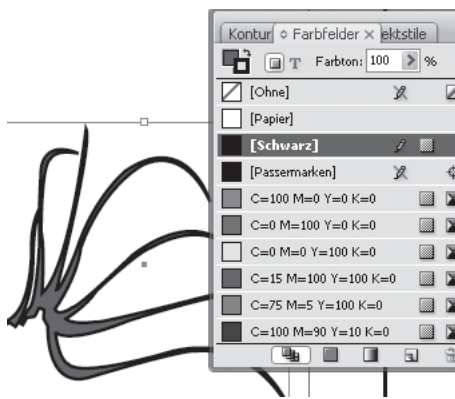 Kontur Farbfelder × ektstile
T Farbton: 100 %
[Ohne]
[Papier]
[Schwarz]
[Passermarken]
C=100 M=0 Y=0 K=0
C=0 M=100 Y=0 K=0
C=0 M=0 Y=100 K=0
C=15 M=100 Y=100 K=0
C=75 M=5 Y=100 K=0
C=100 M=90 Y=10 K=0